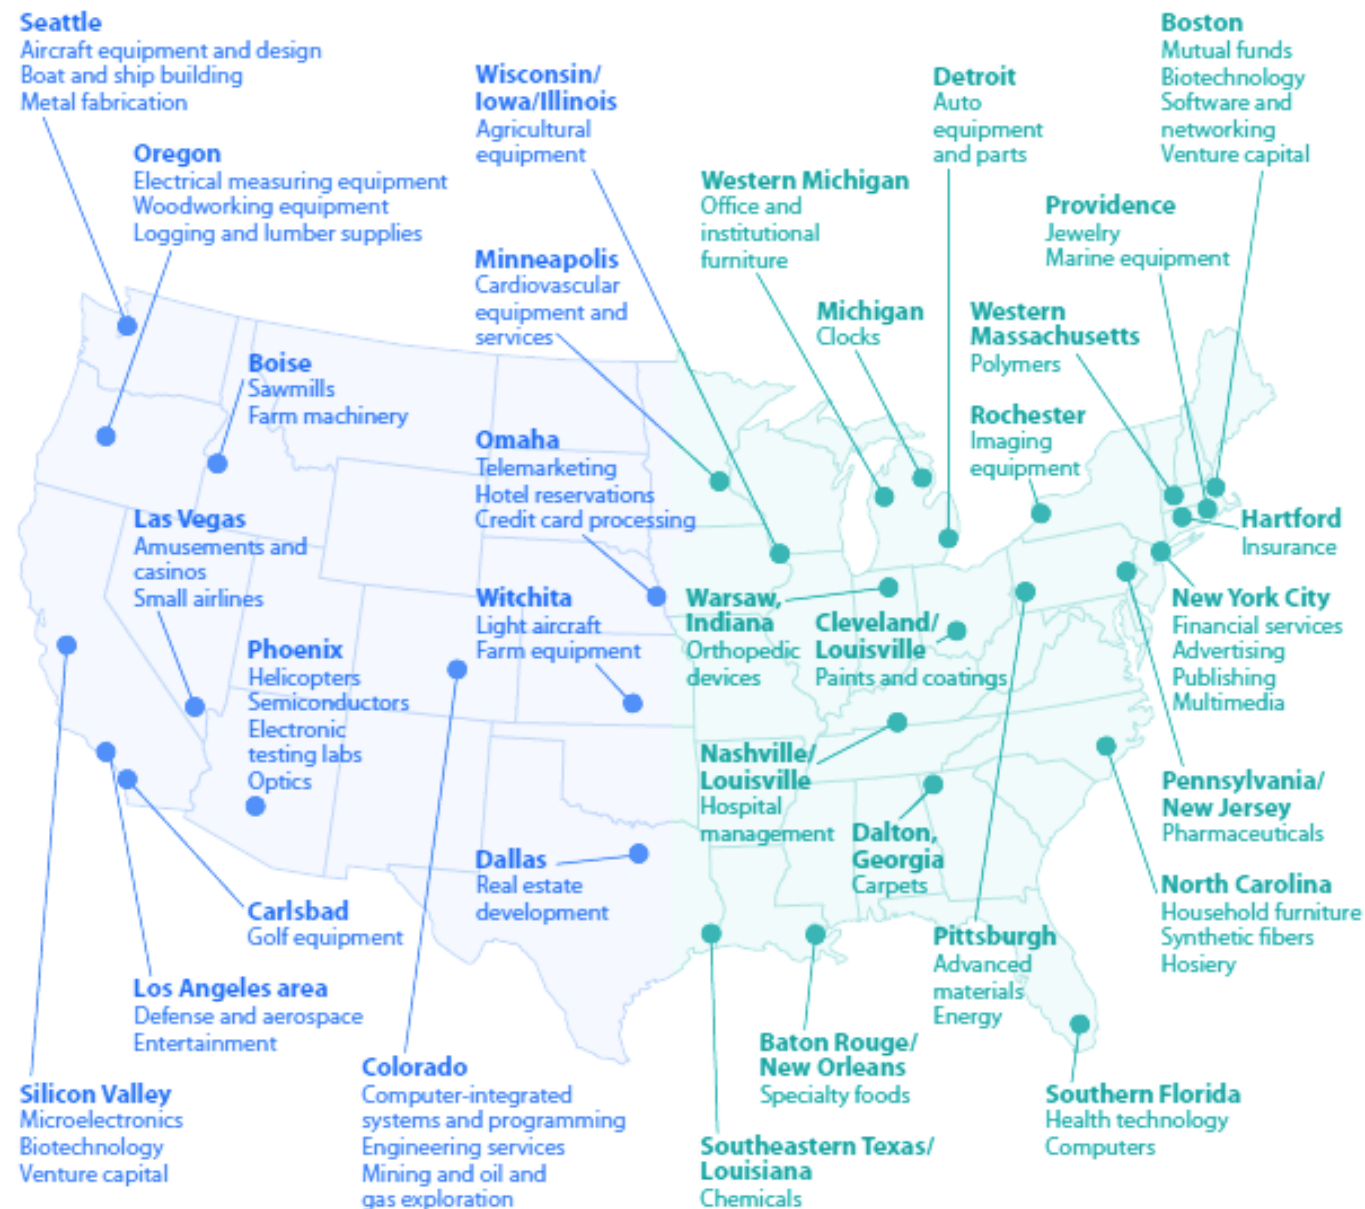 Seattle
Aircraft equipment and design
Boat and ship building
Metal fabrication
Oregon
Electrical measuring equipment
Woodworking equipment
Logging and lumber supplies
Boise
Sawmills
Farm machinery
Las Vegas
Amusements and
casinos
Small airlines
Phoenix
Helicopters
Semiconductors
Electronic
testing labs
Optics
Carlsbad
Golf equipment
Los Angeles area
Defense and aerospace
Entertainment
Silicon Valley
Microelectronics
Biotechnology
Venture capital
Colorado
Computer-integrated
systems and programming
Engineering services
Mining and oil and
gas exploration
Wisconsin/
Iowa/Illinois
Agricultural
equipment
Minneapolis
Cardiovascular
equipment and
services
Omaha
Telemarketing
Hotel reservations
Credit card processing
Witchita
Light aircraft
Farm equipment
Dallas
Real estate
development
Western Michigan
Office and
institutional
furniture
Michigan
Clocks
Detroit
Auto
equipment
and parts
Warsaw,
Indiana
Orthopedic
devices
Cleveland/
Louisville
Paints and coatings
Nashville/
Louisville
Hospital
management
Dalton,
Georgia
Carpets
Pittsburgh
Advanced
materials
Energy
Baton Rouge/
New Orleans
Specialty foods
Southeastern Texas/
Louisiana
Chemicals
Boston
Mutual funds
Biotechnology
Software and
networking
Venture capital
Providence
Jewelry
Marine equipment
Western
Massachusetts
Polymers
Rochester
Imaging
equipment
Hartford
Insurance
New York City
Financial services
Advertising
Publishing
Multimedia
Pennsylvania/
New Jersey
Pharmaceuticals
North Carolina
Household furniture
Synthetic fibers
Hosiery
Southern Florida
Health technology
Computers